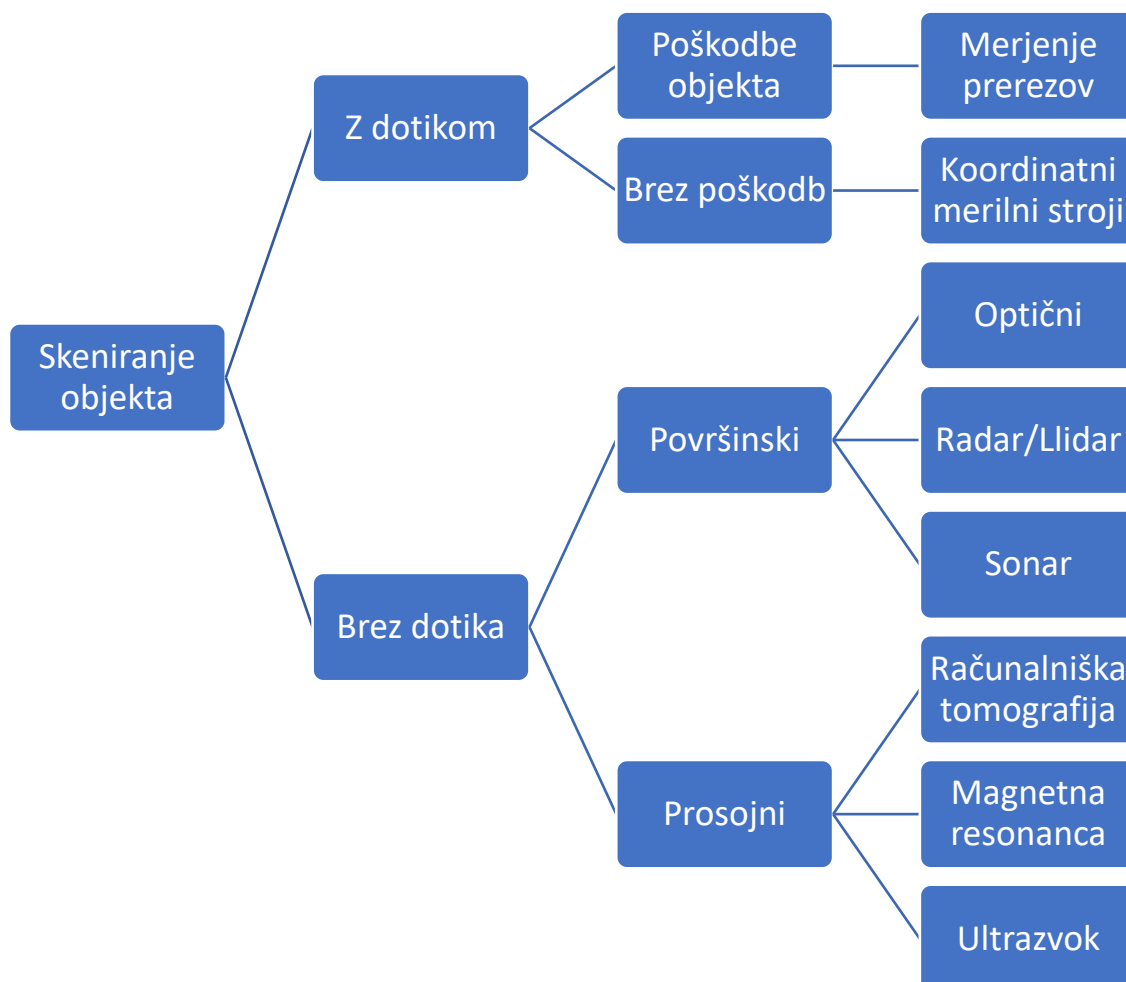 Skeniranje
objekta
Z dotikom
Poškodbe
objekta
Merjenje
prerezov
Brez poškodb
Koordinatni
merilni stroji
Brez dotika
Površinski
Optični
Radar/Llidar
Sonar
Prosojni
Računalniška
tomografija
Magnetna
resonanca
Ultrazvok